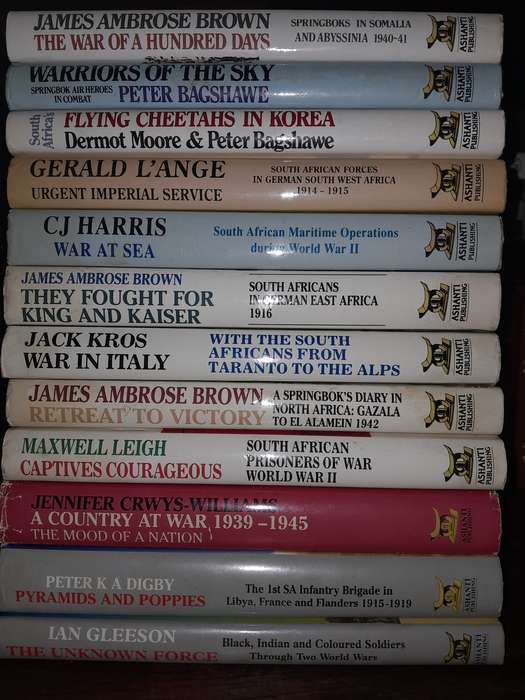 JAMES AMBROSE BROWN
THE WAR OF A HUNDRED DAYS
SPRINGBOKS IN SOMALIA
AND ABYSSINIA 1940-41
ASHANTI
PUBLISHING
WARRIORS OF THE SKY
SPRINGBOK AIR HEROES
IN COMBAT
PETER BAGSHAWE
ASHANTI
PUBLISHING
South
Africa's
FLYING CHEETAHS IN KOREA
Dermot Moore & Peter Bagshawe
ASHANTI
PUBLISHING
GERALD L'ANGE
URGENT IMPERIAL SERVICE
SOUTH AFRICAN FORCES
IN GERMAN SOUTH WEST AFRICA
1914 - 1915
ASHANTI
PUBLISHING
CJ HARRIS
WAR AT SEA
South African Maritime Operations
during World War II
ASHANTI
PUBLISHING
JAMES AMBROSE BROWN
THEY FOUGHT FOR
KING AND KAISER
SOUTH AFRICANS
IN GERMAN EAST AFRICA
1916
ASHANTI
PUBLISHING
JACK KROS
WAR IN ITALY
WITH THE SOUTH
AFRICANS FROM
TARANTO TO THE ALPS
ASHANTI
PUBLISHING
JAMES AMBROSE BROWN
RETREAT TO VICTORY
A SPRINGBOK'S DIARY IN
NORTH AFRICA: GAZALA
TO EL ALAMEIN 1942
ASHANTI
PUBLISHING
MAXWELL LEIGH
CAPTIVES COURAGEOUS
SOUTH AFRICAN
PRISONERS OF WAR
WORLD WAR II
ASHANTI
PUBLISHING
JENNIFER CRWYS-WILLIAMS
A COUNTRY AT WAR 1939-1945
THE MOOD OF A NATION
ASHANTI
PUBLISHING
PETER K A DIGBY
PYRAMIDS AND POPPIES
The 1st SA Infantry Brigade in
Libya, France and Flanders 1915-1919
ASHANTI
PUBLISHING
IAN GLEESON
THE UNKNOWN FORCE
Black, Indian and Coloured Soldiers
Through Two World Wars
ASHANTI
PUBLISHING